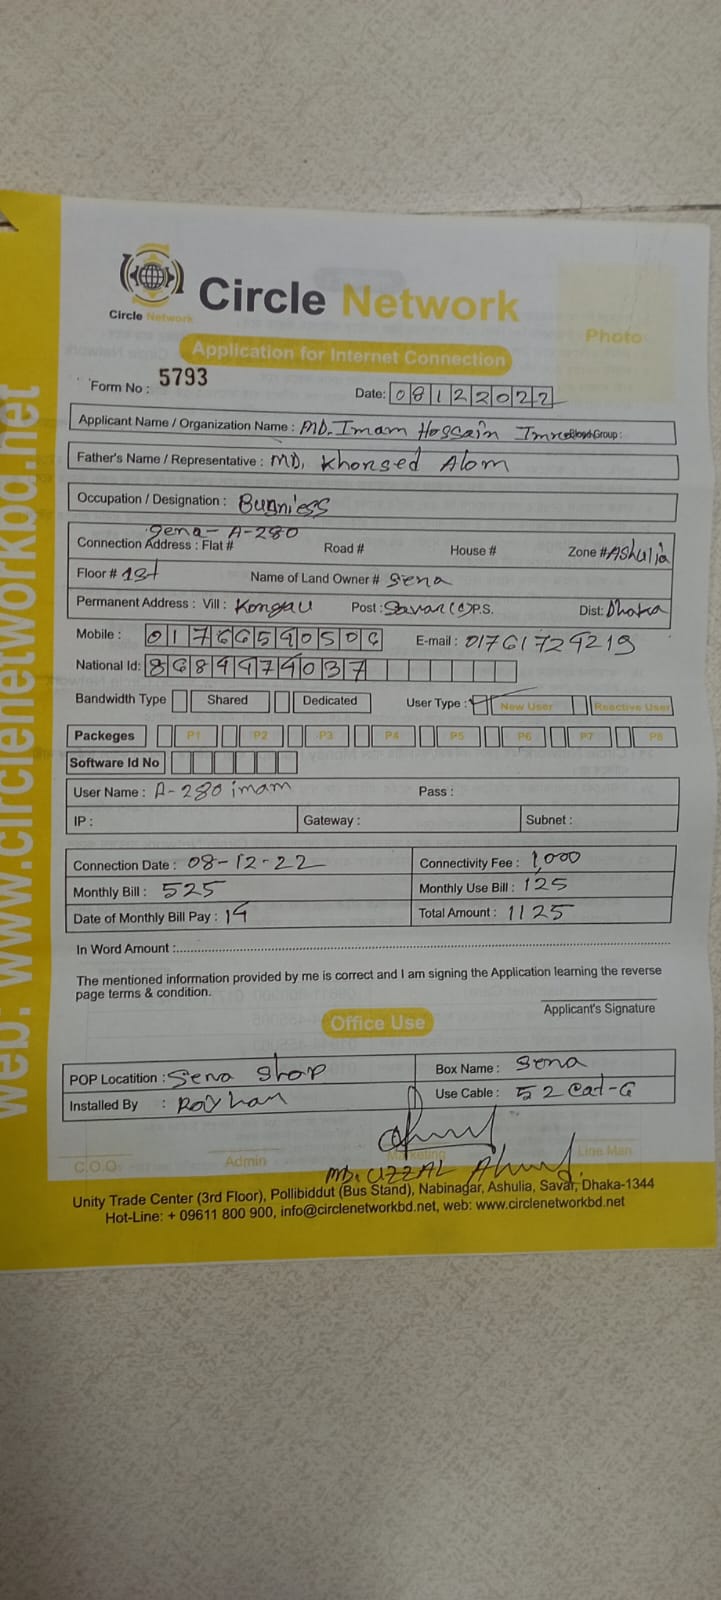 Circle Network
Circle Network
Photo
Application for Internet Connection
Form No : 5793
Date: 08122022
Applicant Name / Organization Name : MD. Imam Hossain Blood Group :
Father's Name / Representative : MD. Khorsed Alom
Occupation / Designation : Busniess
Sena- A-280
Connection Address : Flat # Road # House # Zone # Ashulia
Floor # 1st Name of Land Owner # Sena
Permanent Address : Vill : Post : Savar (C) P.S. Dist: Dhaka
Mobile : E-mail : 01761729219
National Id:
Bandwidth Type Shared Dedicated User Type : New User Reactive User
Packeges P1 P2 P3 P4 P5 P6 P7 P8
Software Id No
User Name : A-280 imam Pass :
IP : Gateway : Subnet :
Connection Date : 08-12-22 Connectivity Fee : 1,000
Monthly Bill : 525 Monthly Use Bill : 125
Date of Monthly Bill Pay : Total Amount : 1125
In Word Amount :
The mentioned information provided by me is correct and I am signing the Application learning the reverse
page terms & condition.
Applicant's Signature
Office Use
POP Locatition : Sena Shop Box Name : Sena
Installed By : Rayhan Use Cable : 52 Cat-6
C.O.O Admin Marketing Line Man
MD. UZZAL Ahmed
Unity Trade Center (3rd Floor), Pollibiddut (Bus Stand), Nabinagar, Ashulia, Savar, Dhaka-1344
Hot-Line: + 09611 800 900, info@circlenetworkbd.net, web: www.circlenetworkbd.net
web: www.circlenetworkbd.net